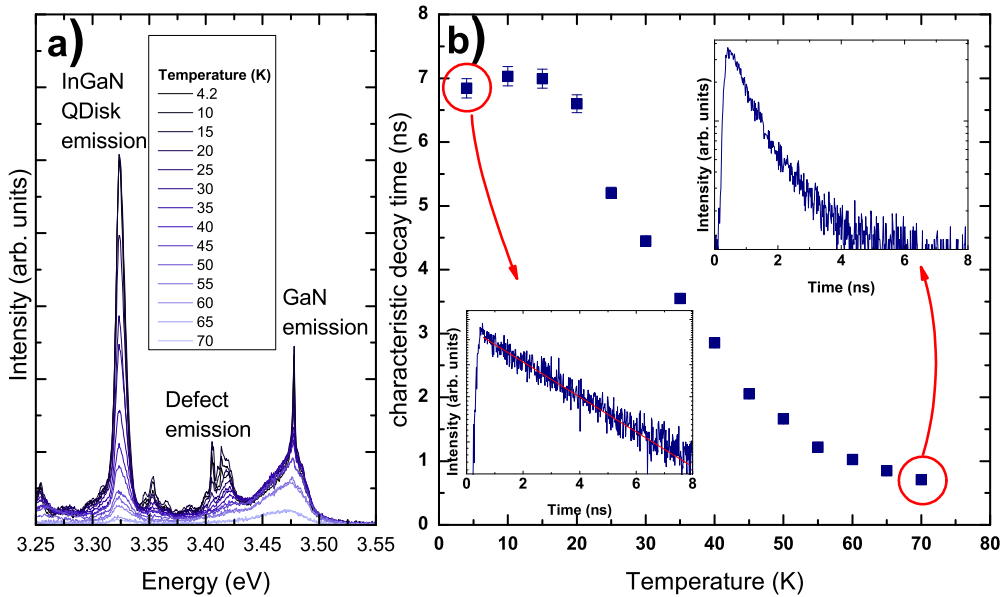 a)
InGaN
QDisk
emission
Temperature (K)
4.2
10
15
20
25
30
35
40
45
50
55
60
65
70
GaN
emission
Defect
emission
Intensity (arb. units)
3.25 3.30 3.35 3.40 3.45 3.50 3.55
Energy (eV)
b)
8
7
6
5
4
3
2
1
0
characteristic decay time (ns)
0 10 20 30 40 50 60 70 80
Temperature (K)
Intensity (arb. units)
0 2 4 6 8
Time (ns)
Intensity (arb. units)
0 2 4 6 8
Time (ns)